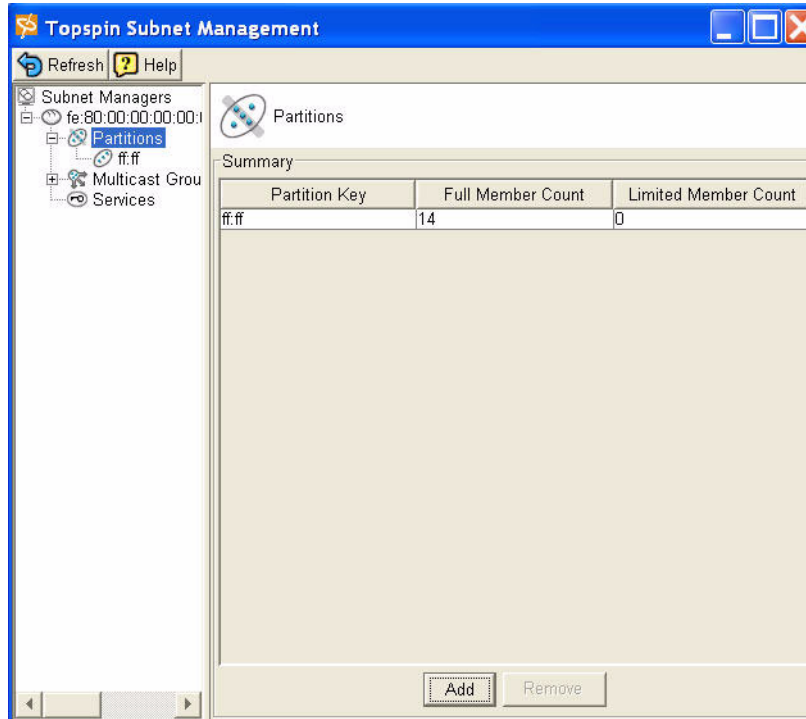 Topspin Subnet Management
Refresh ? Help
Subnet Managers
fe:80:00:00:00:00:
Partitions
ff:ff
Multicast Grou
Services
Partitions
Summary
Partition Key Full Member Count Limited Member Count
ff:ff 14 0
Add Remove